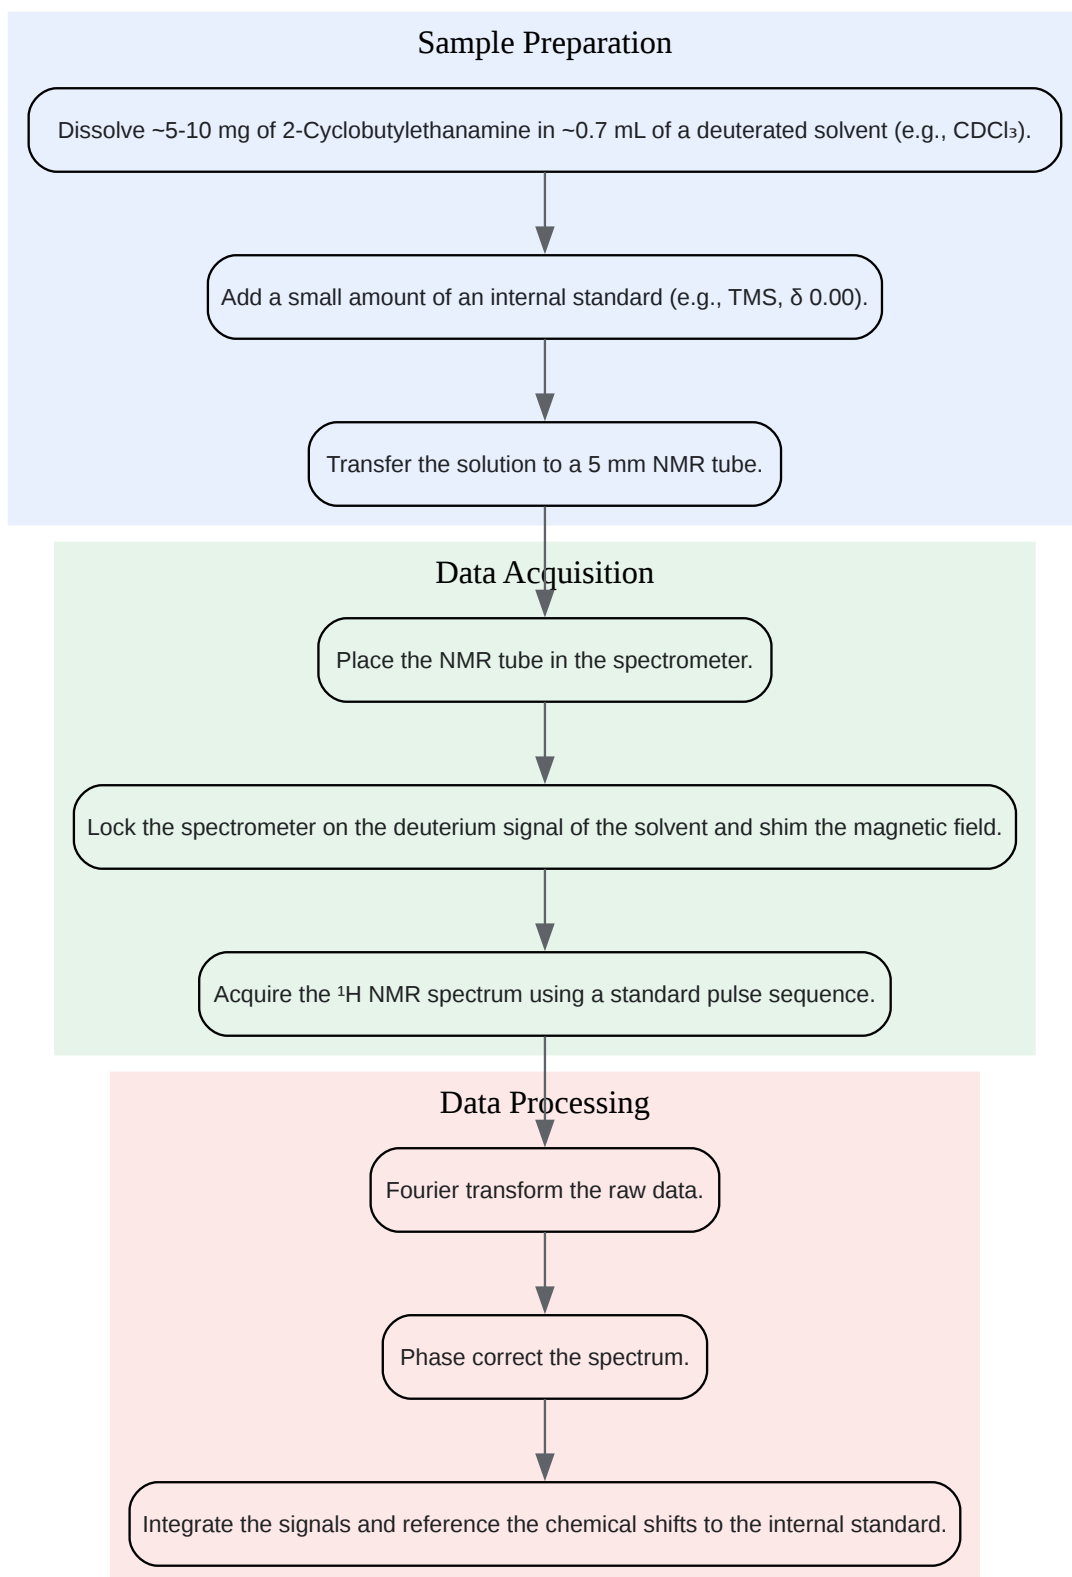 Sample Preparation
Dissolve ~5-10 mg of 2-Cyclobutylethanamine in ~0.7 mL of a deuterated solvent (e.g., CDCl₃).
Add a small amount of an internal standard (e.g., TMS, δ 0.00).
Transfer the solution to a 5 mm NMR tube.
Data Acquisition
Place the NMR tube in the spectrometer.
Lock the spectrometer on the deuterium signal of the solvent and shim the magnetic field.
Acquire the ¹H NMR spectrum using a standard pulse sequence.
Data Processing
Fourier transform the raw data.
Phase correct the spectrum.
Integrate the signals and reference the chemical shifts to the internal standard.